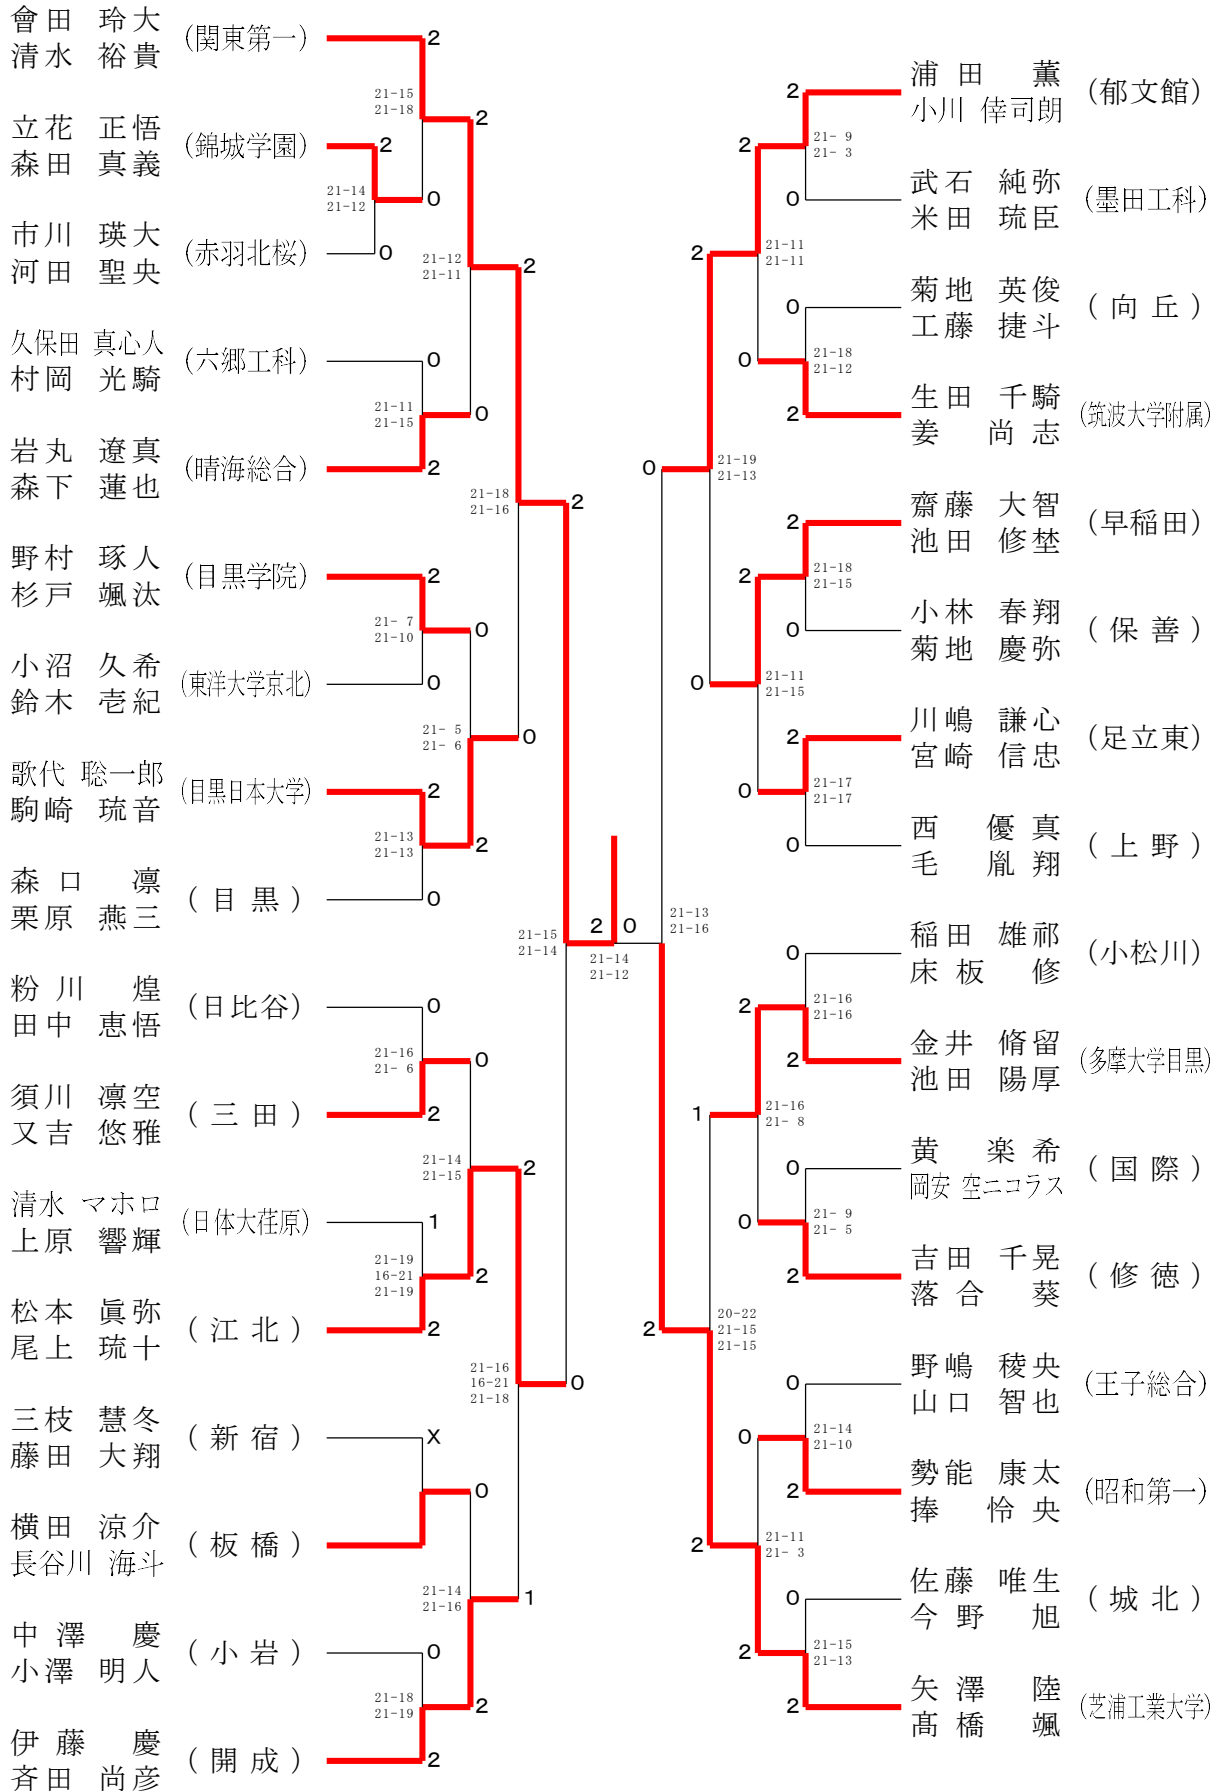 會田 玲大
清水 裕貴
(関東第一)
2
21-15
21-18
2
立花 正悟
森田 真義
(錦城学園)
2
21-14
21-12
0
市川 瑛大
河田 聖央
(赤羽北桜)
0
21-12
21-11
2
久保田 真心人
村岡 光騎
(六郷工科)
0
21-11
21-15
0
岩丸 遼真
森下 蓮也
(晴海総合)
2
21-18
21-16
2
野村 琢人
杉戸 颯汰
(目黒学院)
2
21- 7
21-10
0
小沼 久希
鈴木 壱紀
(東洋大学京北)
0
21- 5
21- 6
0
歌代 聡一郎
駒崎 琉音
(目黒日本大学)
2
21-13
21-13
2
森口 凛
栗原 燕三
(目黒)
0
21-15
21-14
2 0
21-14
21-12
粉川 煌
田中 恵悟
(日比谷)
0
21-16
21- 6
0
須川 凛空
又吉 悠雅
(三田)
2
21-14
21-15
2
清水 マホロ
上原 響輝
(日体大荏原)
1
21-19
16-21
21-19
2
松本 眞弥
尾上 琉十
(江北)
2
21-16
16-21
21-18
0
三枝 慧冬
藤田 大翔
(新宿)
X
0
横田 涼介
長谷川 海斗
(板橋)
21-14
21-16
1
中澤 慶
小澤 明人
(小岩)
0
21-18
21-19
2
伊藤 慶
斉田 尚彦
(開成)
2
浦田 薫
小川 倖司朗
(郁文館)
2
21- 9
21- 3
2
武石 純弥
米田 琉臣
(墨田工科)
0
21-11
21-11
2
菊地 英俊
工藤 捷斗
(向丘)
0
21-18
21-12
0
生田 千騎
姜 尚志
(筑波大学附属)
2
21-19
21-13
0
齋藤 大智
池田 修埜
(早稲田)
2
21-18
21-15
2
小林 春翔
菊地 慶弥
(保善)
0
21-11
21-15
0
川嶋 謙心
宮崎 信忠
(足立東)
2
21-17
21-17
0
西 優真
毛 胤翔
(上野)
0
21-13
21-16
稲田 雄祁
床板 修
(小松川)
0
21-16
21-16
2
金井 脩留
池田 陽厚
(多摩大学目黒)
2
21-16
21- 8
1
黄 楽希
岡安 空ニコラス
(国際)
0
21- 9
21- 5
0
吉田 千晃
落合 葵
(修徳)
2
20-22
21-15
21-15
2
野嶋 稜央
山口 智也
(王子総合)
0
21-14
21-10
0
勢能 康太
捧 怜央
(昭和第一)
2
21-11
21- 3
2
佐藤 唯生
今野 旭
(城北)
0
21-15
21-13
2
矢澤 陸
髙橋 颯
(芝浦工業大学)
2